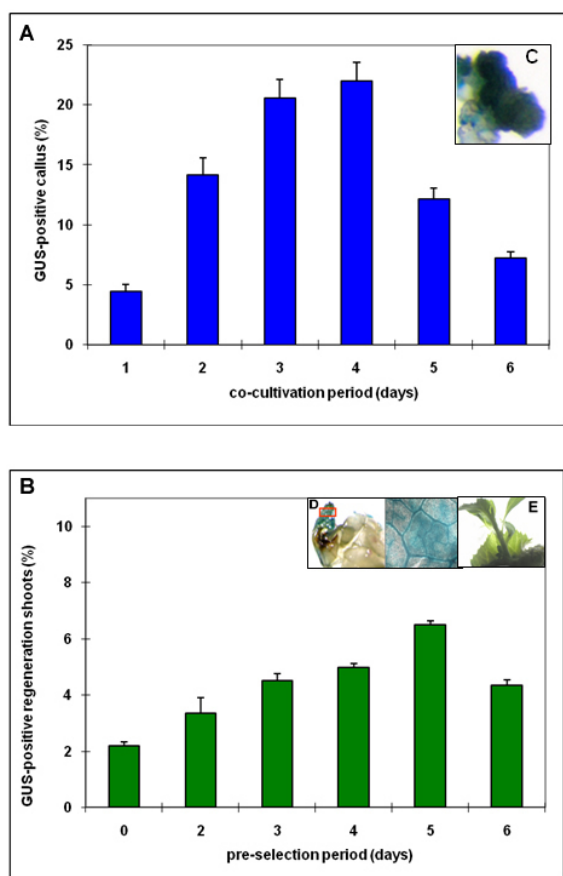 A
C
25
20
15
10
5
0
GUS-positive callus (%)
1 2 3 4 5 6
co-cultivation period (days)
B
D
E
10
8
6
4
2
0
GUS-positive regeneration shoots (%)
0 2 3 4 5 6
pre-selection period (days)